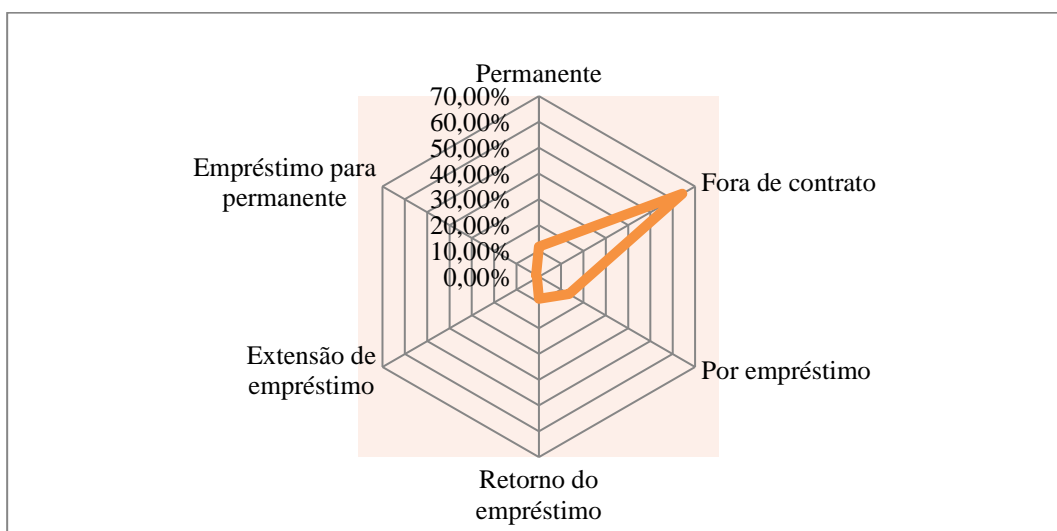 Permanente
70,00%
60,00%
50,00%
40,00%
30,00%
20,00%
10,00%
0,00%
Fora de contrato
Por empréstimo
Retorno do
empréstimo
Extensão de
empréstimo
Empréstimo para
permanente